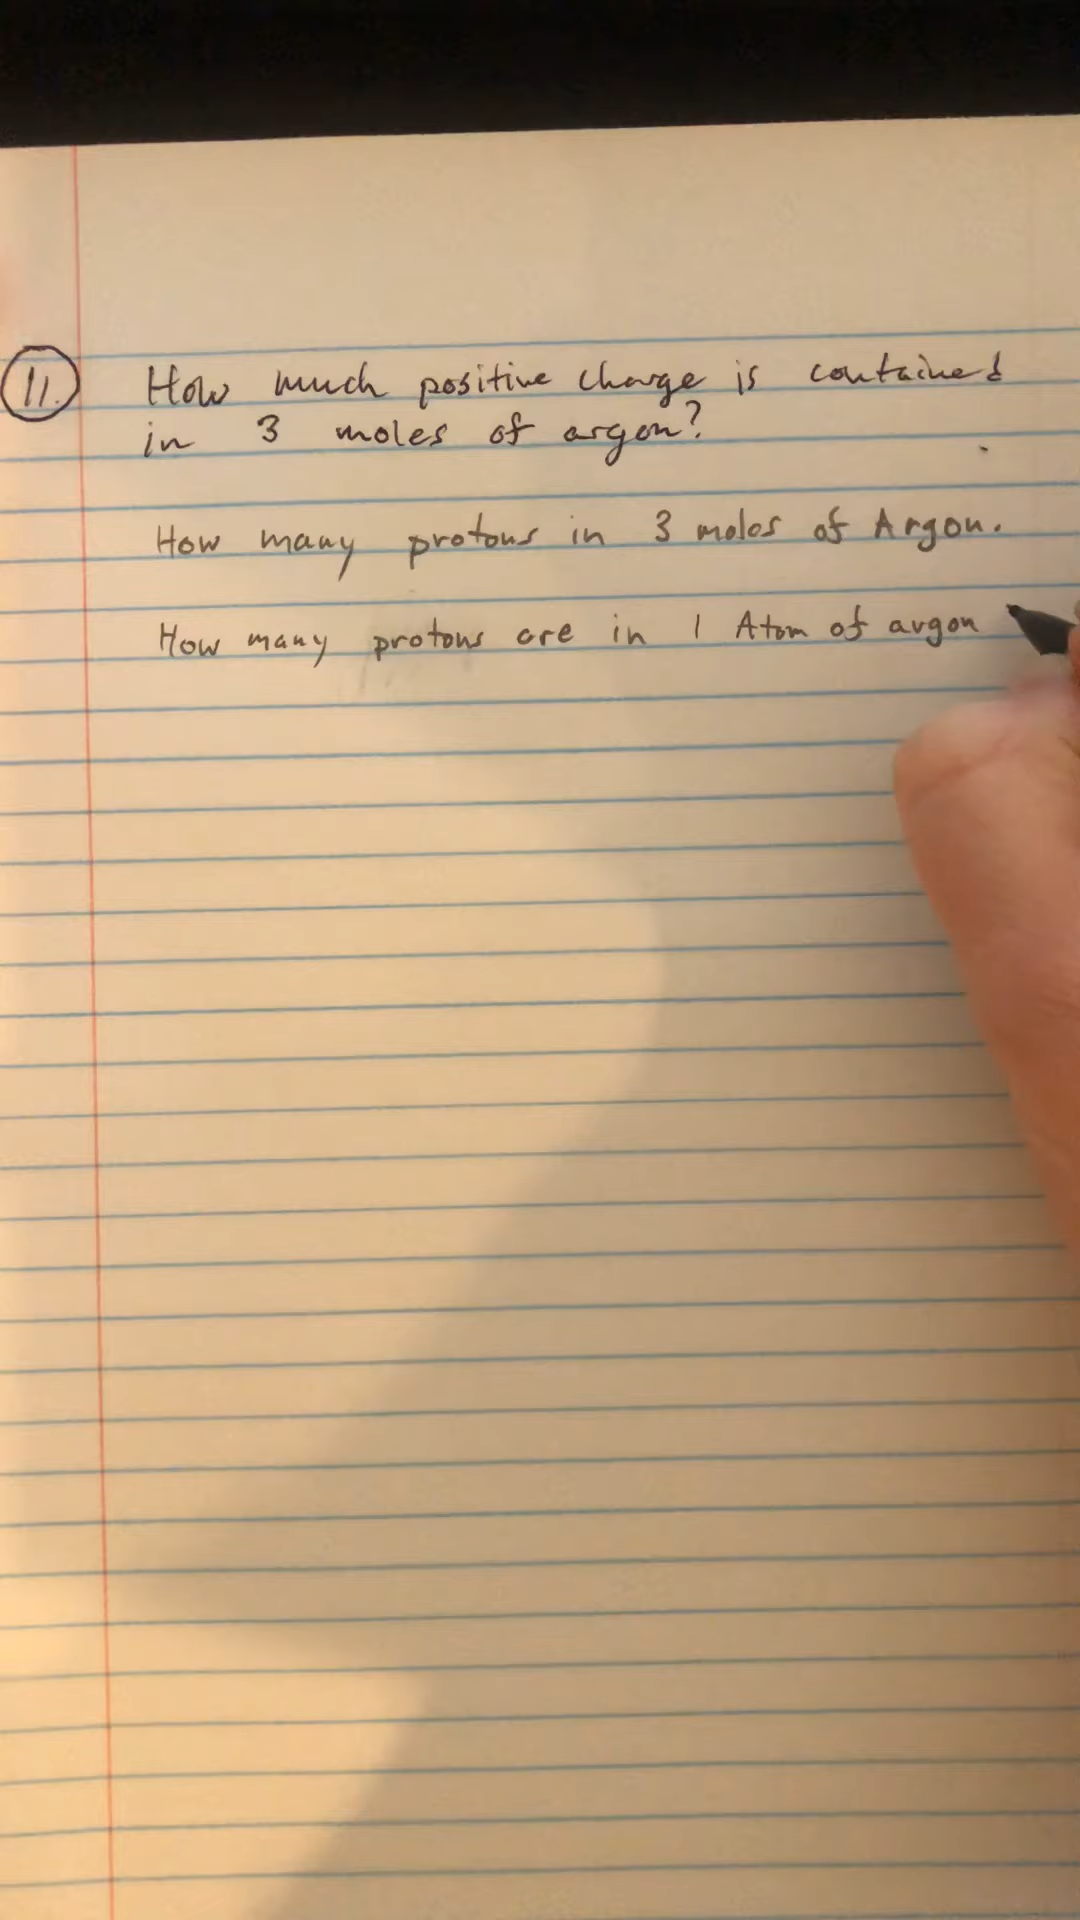 11. How much positive charge is contained
in 3 moles of argon?
How many protons in 3 moles of Argon.
How many protons are in 1 Atom of argon